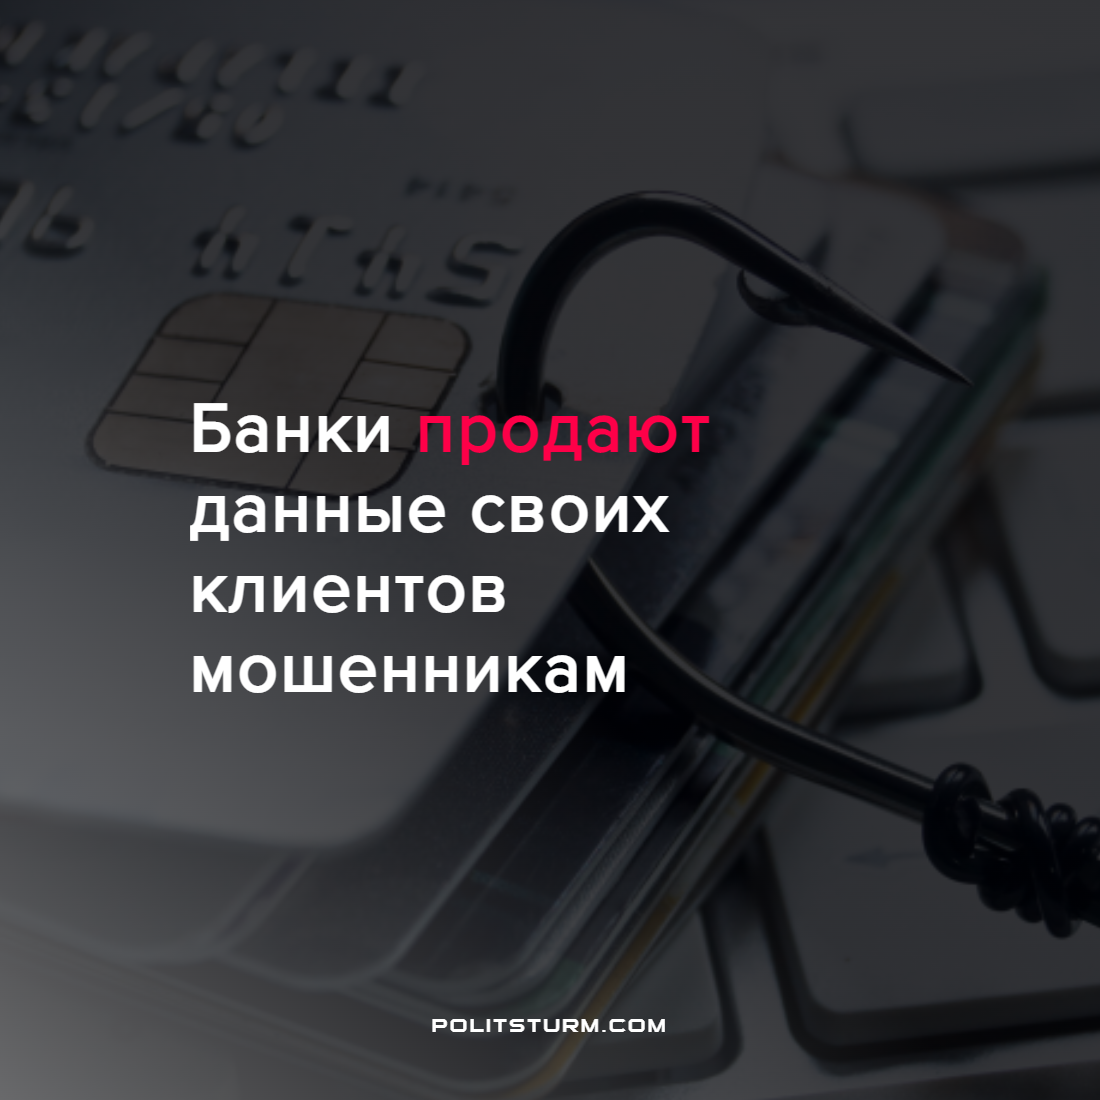 Банки продают
данные своих
клиентов
мошенникам
POLITSTURM.COM